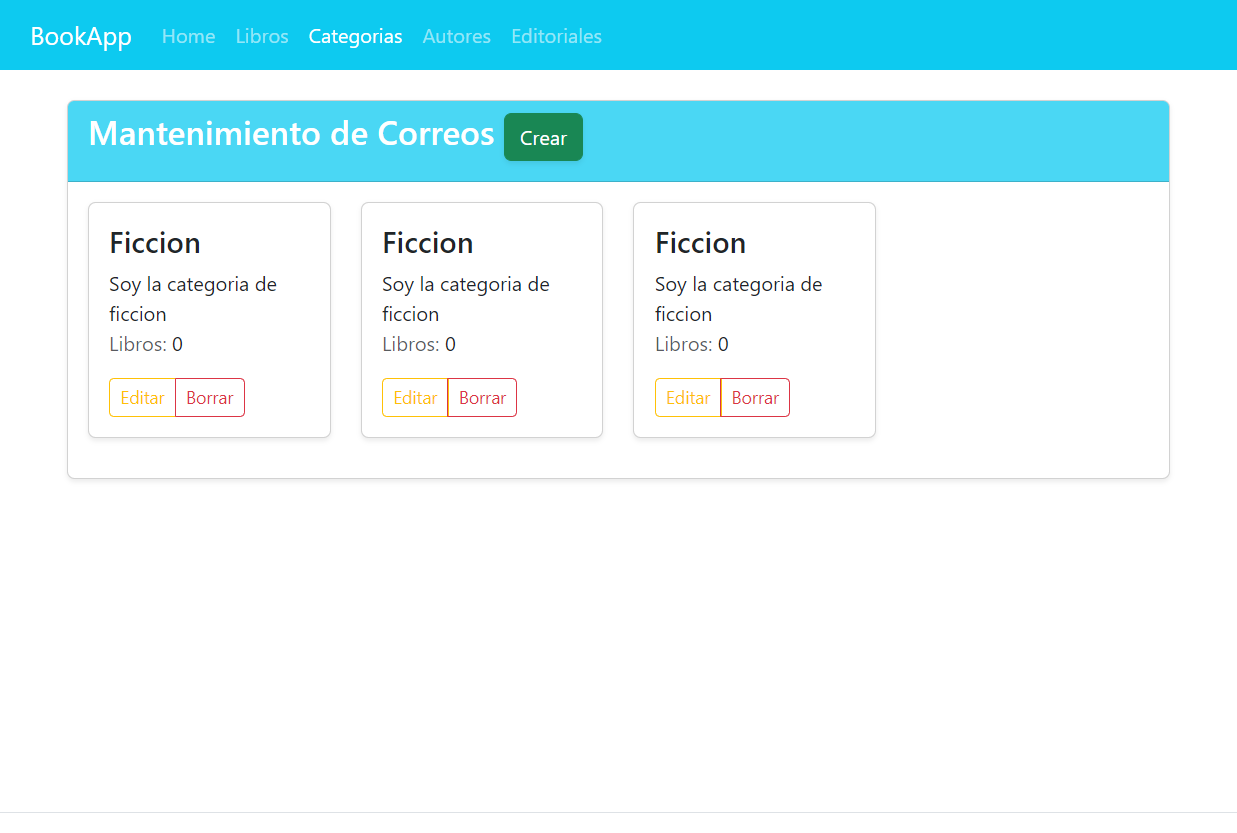 BookApp Home Libros Categorias Autores Editoriales
Mantenimiento de Correos Crear
Ficcion
Soy la categoria de
ficcion
Libros: 0
Editar Borrar
Ficcion
Soy la categoria de
ficcion
Libros: 0
Editar Borrar
Ficcion
Soy la categoria de
ficcion
Libros: 0
Editar Borrar